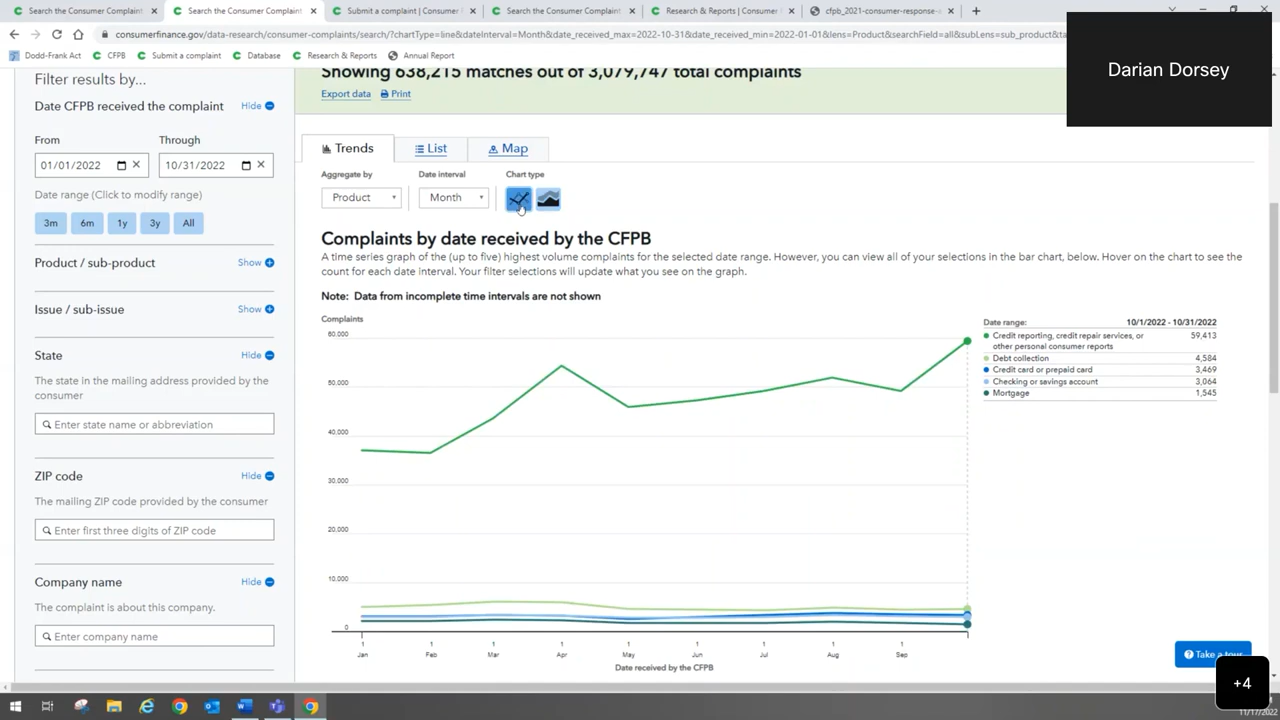 Search the Consumer Complaint
Search the Consumer Complaint
Submit a complaint | Consumer
Search the Consumer Complaint
Research & Reports | Consumer
cfpb_2021-consumer-response-
consumerfinance.gov/data-research/consumer-complaints/search/?chartType=line&dateInterval=Month&date_received_max=2022-10-31&date_received_min=2022-01-01&lens=Product&searchField=all&subLens=sub_product&ta
Dodd-Frank Act
CFPB
Submit a complaint
Database
Research & Reports
Annual Report
Darian Dorsey
Filter results by...
Date CFPB received the complaint
Hide
From
Through
01/01/2022
10/31/2022
Date range (Click to modify range)
3m
6m
1y
3y
All
Product / sub-product
Show
Issue / sub-issue
Show
State
Hide
The state in the mailing address provided by the
consumer
Enter state name or abbreviation
ZIP code
Hide
The mailing ZIP code provided by the consumer
Enter first three digits of ZIP code
Company name
Hide
The complaint is about this company.
Enter company name
Showing 638,215 matches out of 3,079,747 total complaints
Export data
Print
Trends
List
Map
Aggregate by
Date interval
Chart type
Product
Month
Complaints by date received by the CFPB
A time series graph of the (up to five) highest volume complaints for the selected date range. However, you can view all of your selections in the bar chart, below. Hover on the chart to see the
count for each date interval. Your filter selections will update what you see on the graph.
Note: Data from incomplete time intervals are not shown
Complaints
60,000
50,000
40,000
30,000
20,000
10,000
0
1 1 1 1 1 1 1 1 1
Jan Feb Mar Apr May Jun Jul Aug Sep
Date received by the CFPB
Date range: 10/1/2022 - 10/31/2022
Credit reporting, credit repair services, or 59,413
other personal consumer reports
Debt collection 4,584
Credit card or prepaid card 3,469
Checking or savings account 3,064
Mortgage 1,545
Take a tour
+4
11/17/2022